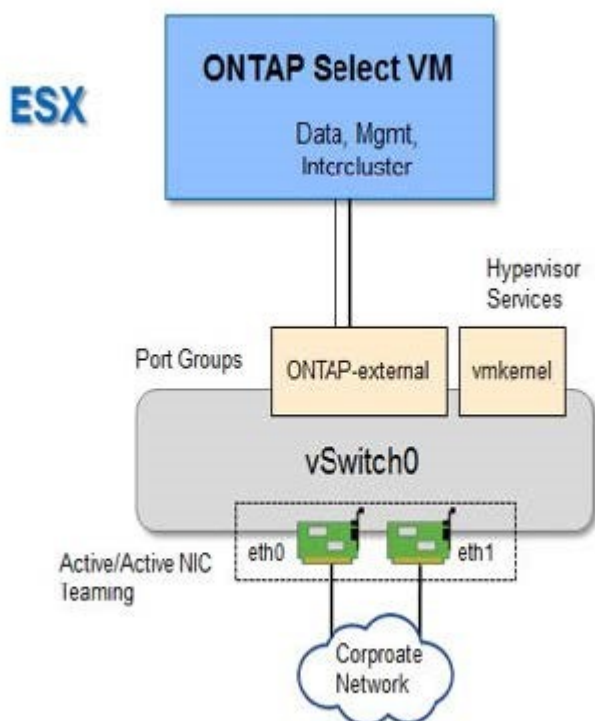 ESX
ONTAP Select VM
Data, Mgmt,
Intercluster
Hypervisor
Services
Port Groups
ONTAP-external
vmkernel
vSwitch0
eth0
eth1
Active/Active NIC
Teaming
Corproate
Network